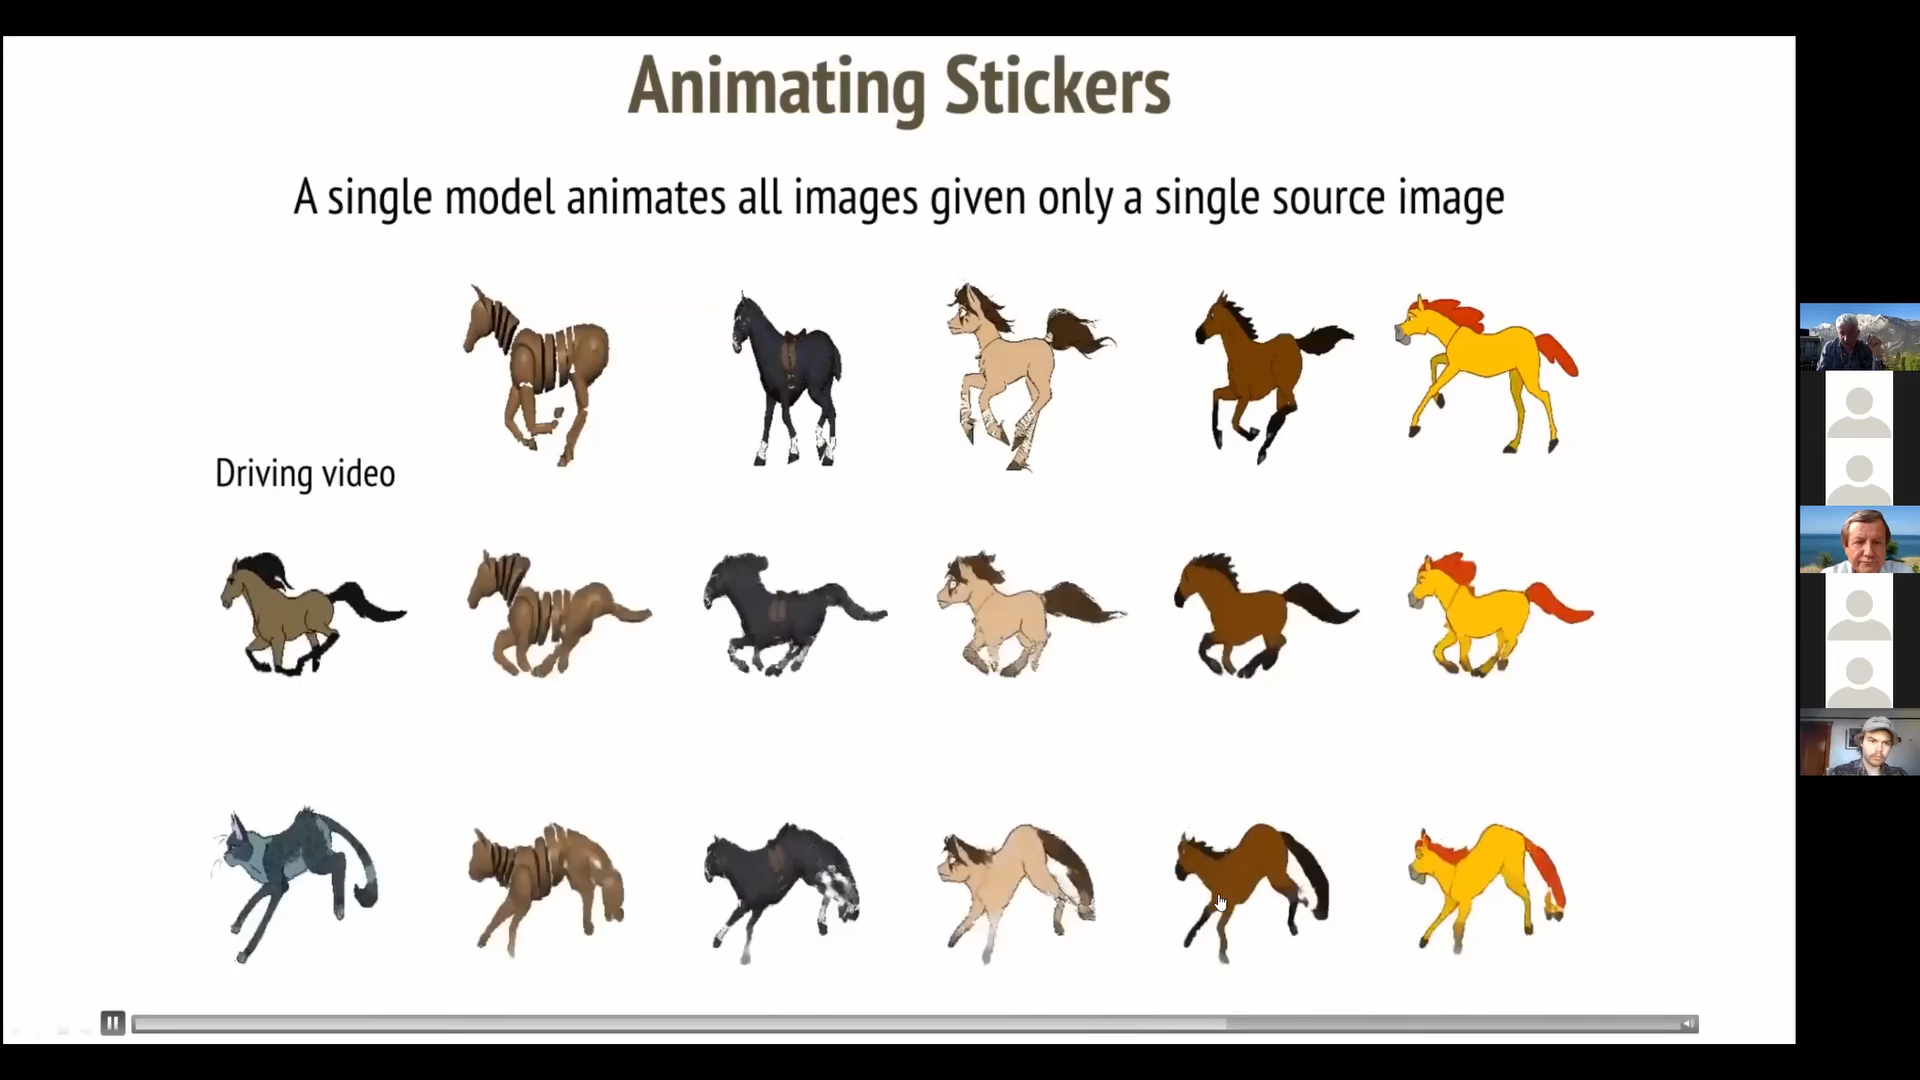 Animating Stickers
A single model animates all images given only a single source image
Driving video